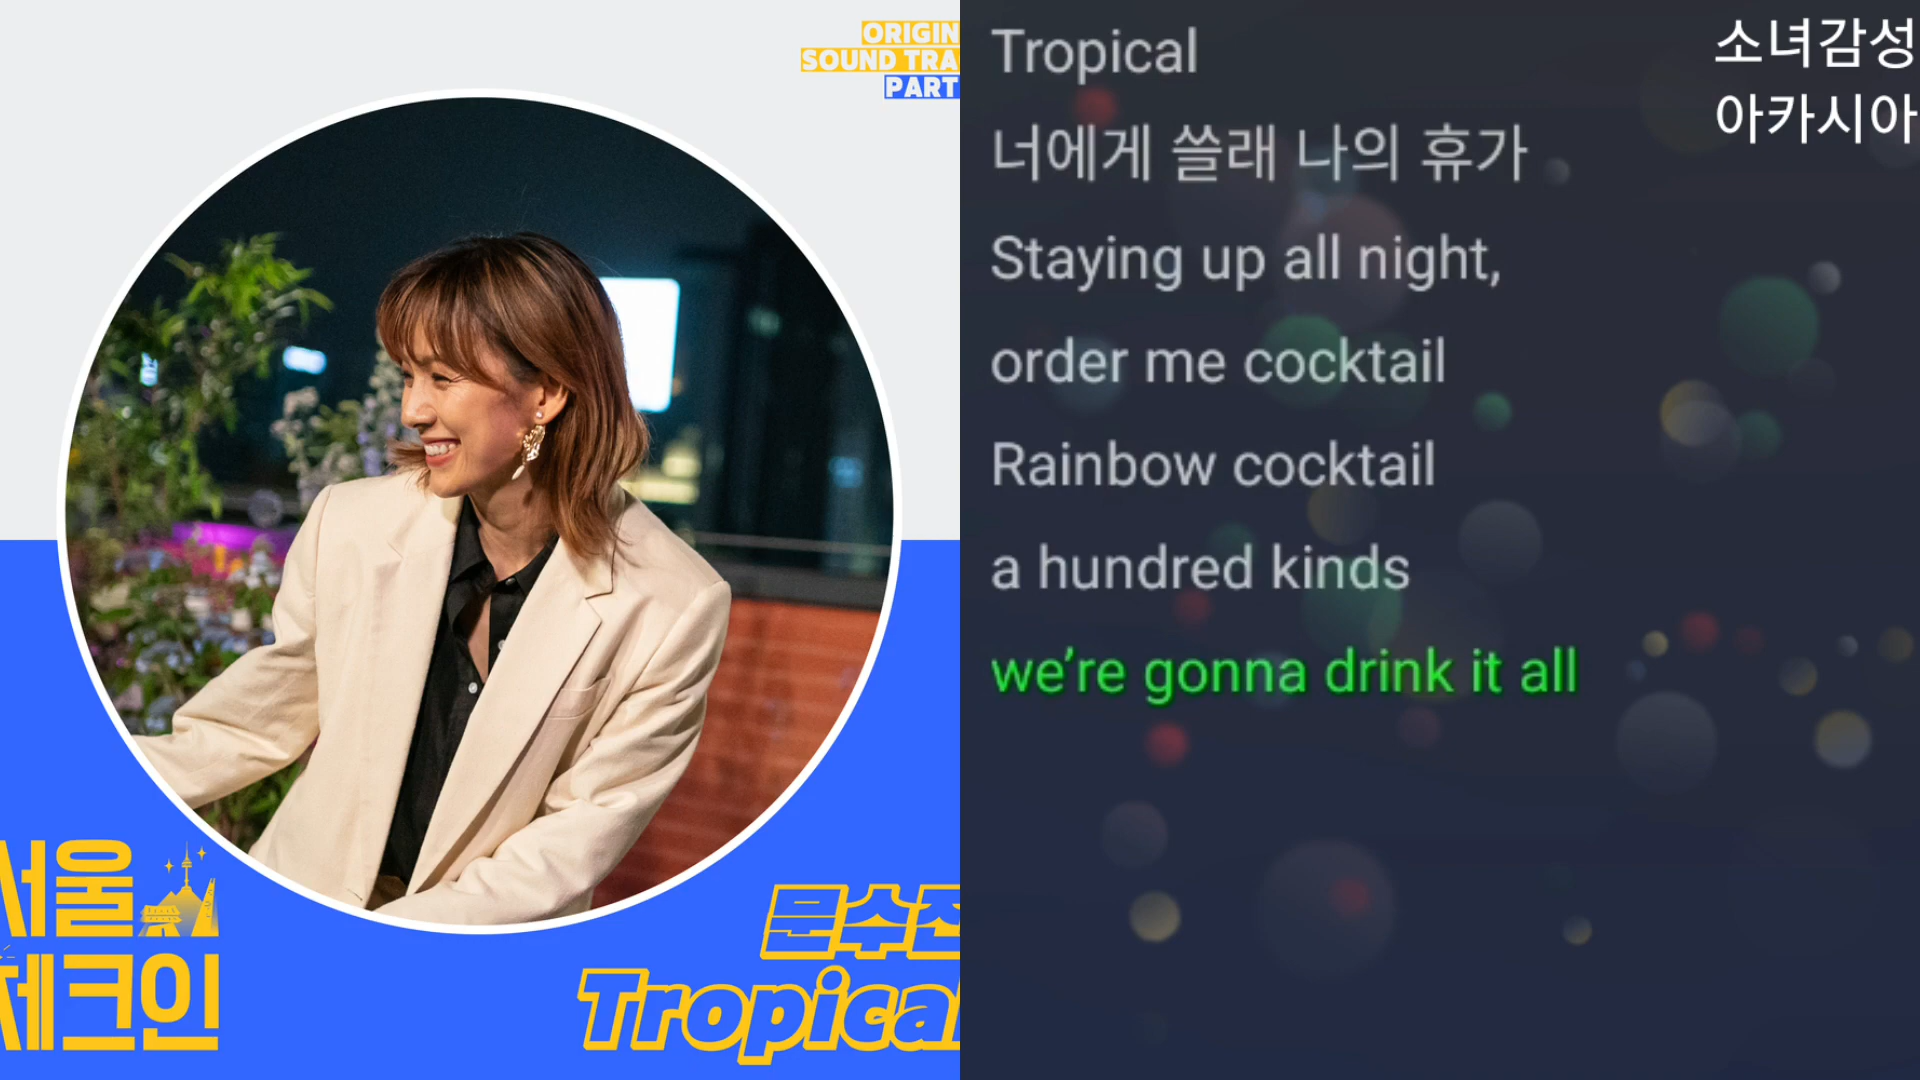 ORIGIN
SOUND TRA
PART
서울
체크인
문수진
Tropical
Tropical
너에게 쓸래 나의 휴가
Staying up all night,
order me cocktail
Rainbow cocktail
a hundred kinds
we're gonna drink it all
소녀감성
아카시아